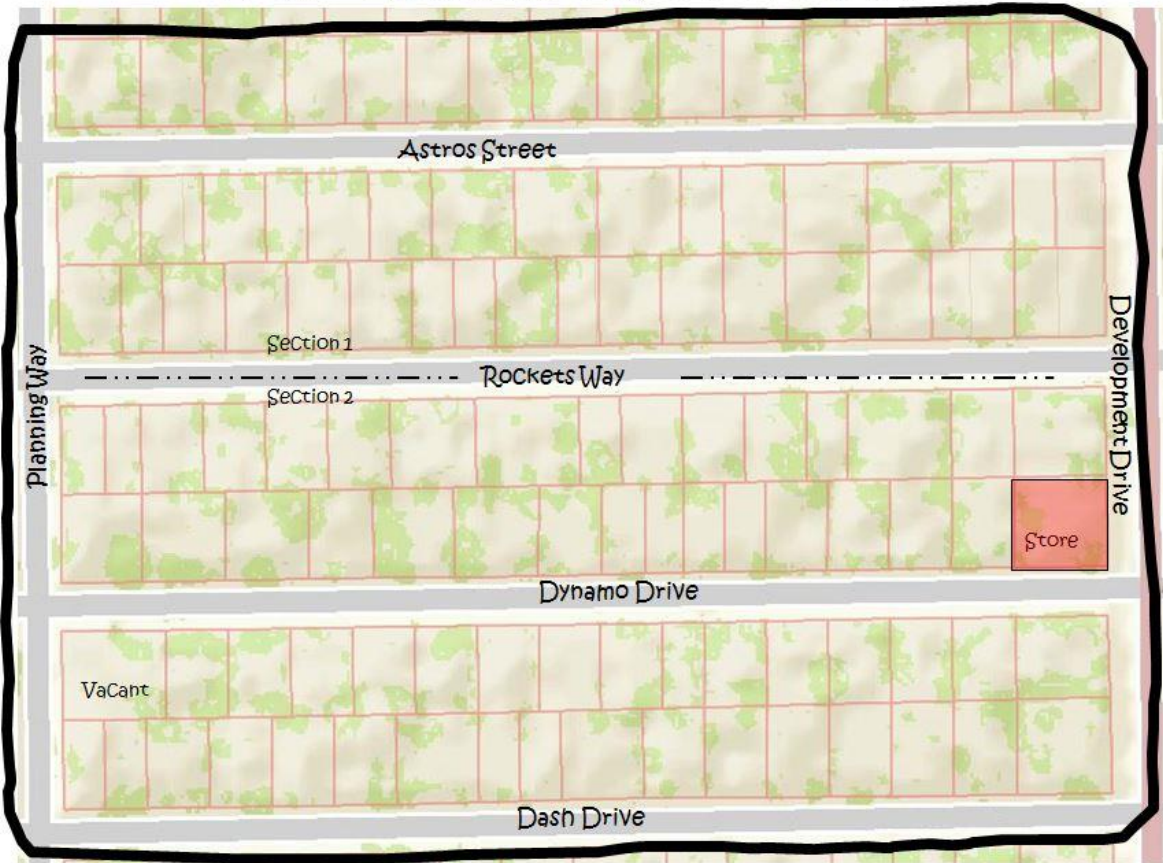 Astros Street
Section 1
Rockets Way
Section 2
Planning Way
Development Drive
Store
Dynamo Drive
Vacant
Dash Drive